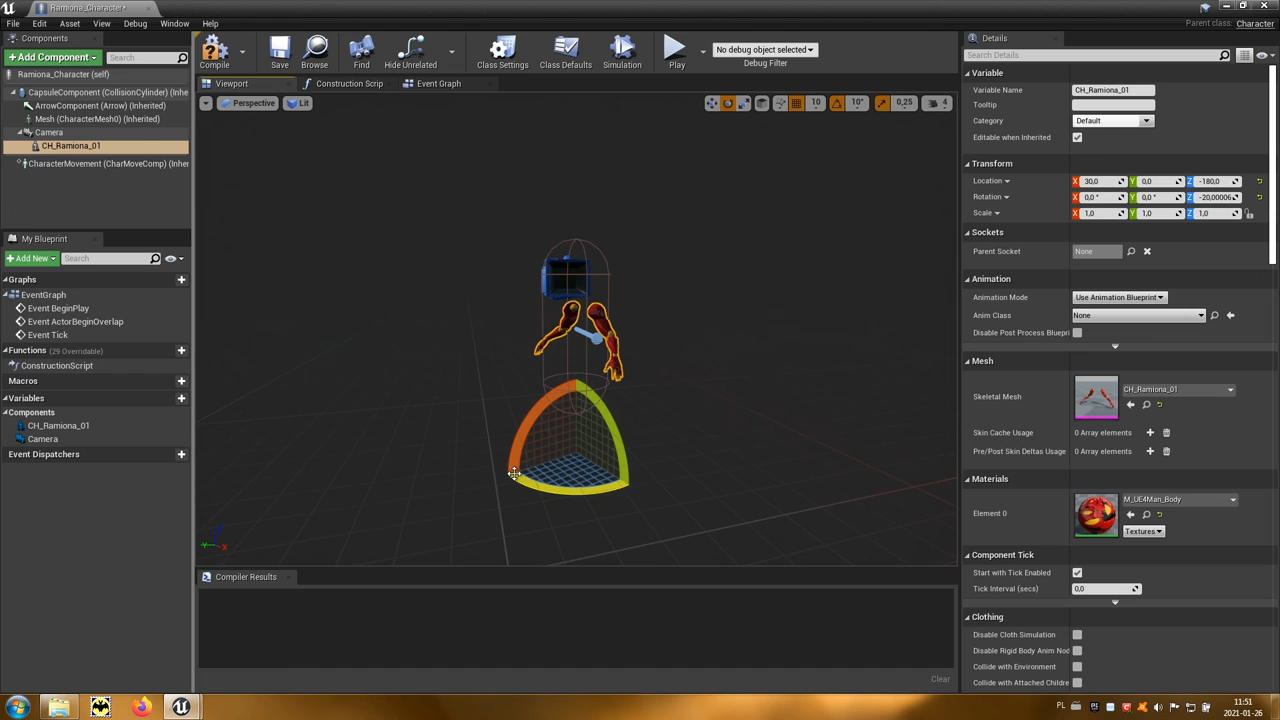 Ramiona_Character*
File Edit Asset View Debug Window Help
Parent class: Character
Components
Add Component
Search
Ramiona_Character (self)
CapsuleComponent (CollisionCylinder) (Inhe
ArrowComponent (Arrow) (Inherited)
Mesh (CharacterMesh0) (Inherited)
Camera
CH_Ramiona_01
CharacterMovement (CharMoveComp) (Inher
My Blueprint
Add New
Search
Graphs
EventGraph
Event BeginPlay
Event ActorBeginOverlap
Event Tick
Functions (29 Overridable)
ConstructionScript
Macros
Variables
Components
CH_Ramiona_01
Camera
Event Dispatchers
Compile
Save
Browse
Find
Hide Unrelated
Class Settings
Class Defaults
Simulation
Play
No debug object selected
Debug Filter
Viewport
Construction Scrip
Event Graph
Perspective
Lit
10
10°
0,25
4
Z
Y
X
Compiler Results
Clear
Details
Search Details
Variable
Variable Name CH_Ramiona_01
Tooltip
Category Default
Editable when Inherited
Transform
Location X 30,0 Y 0,0 Z -180,0
Rotation X 0,0 ° Y 0,0 ° Z -20,00006
Scale X 1,0 Y 1,0 Z 1,0
Sockets
Parent Socket None
Animation
Animation Mode Use Animation Blueprint
Anim Class None
Disable Post Process Bluepri
Mesh
Skeletal Mesh CH_Ramiona_01
Skin Cache Usage 0 Array elements
Pre/Post Skin Deltas Usage 0 Array elements
Materials
Element 0 M_UE4Man_Body
Textures
Component Tick
Start with Tick Enabled
Tick Interval (secs) 0,0
Clothing
Disable Cloth Simulation
Disable Rigid Body Anim Nod
Collide with Environment
Collide with Attached Childre
PL
11:51
2021-01-26